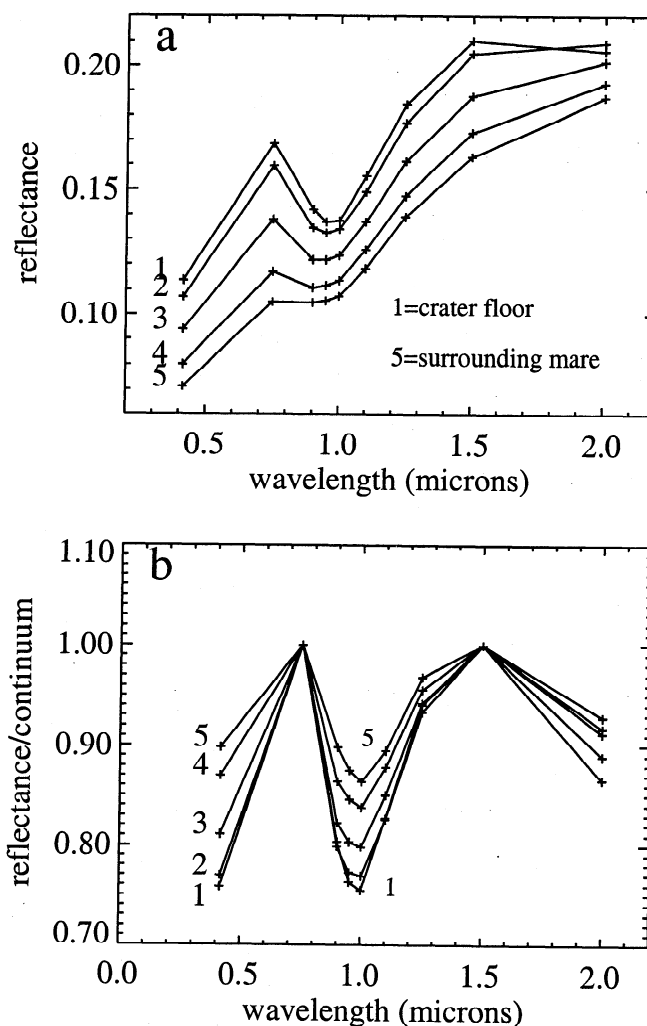 a
0.20
0.15
0.10
reflectance
1
2
3
4
5
1=crater floor
5=surrounding mare
0.5 1.0 1.5 2.0
wavelength (microns)
b
1.10
1.00
0.90
0.80
0.70
reflectance/continuum
5
4
3
2
1
5
1
0.0 0.5 1.0 1.5 2.0
wavelength (microns)